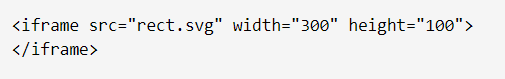 <iframe src="rect.svg" width="300" height="100">
</iframe>